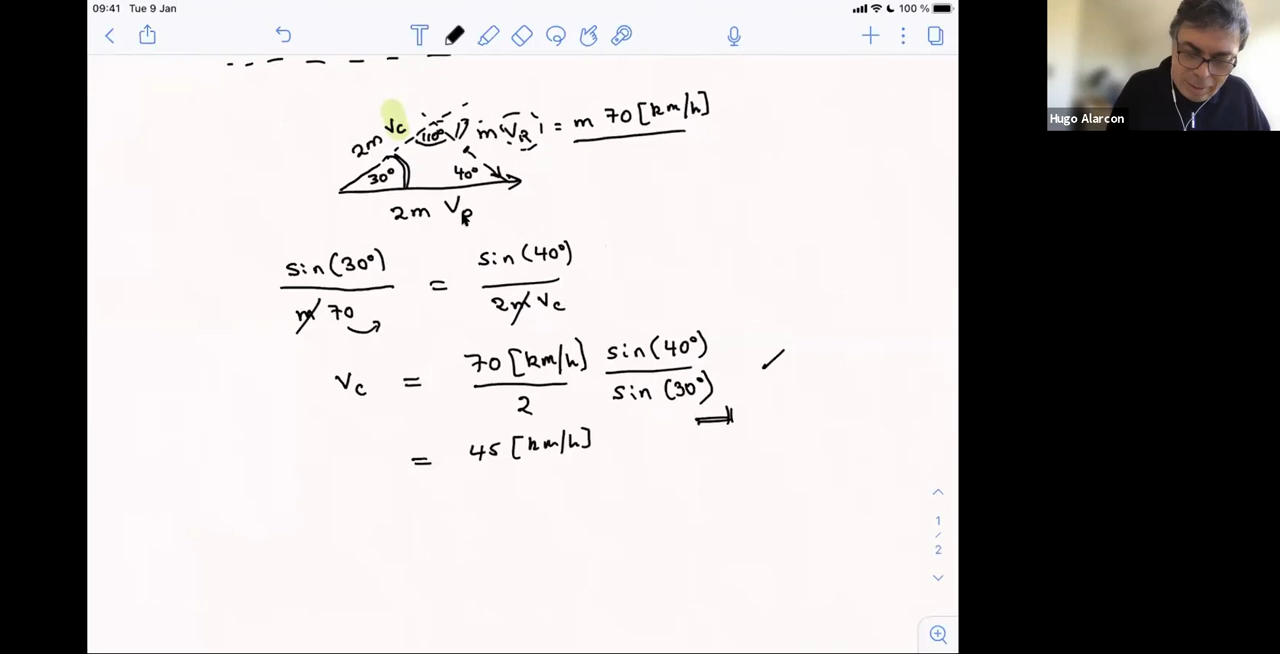 09:41 Tue 9 Jan
100 %
Hugo Alarcon
2m Vc 110° m VR = m 70 [km/h]
30° 40°
2m VP
sin(30°) = sin(40°)
m 70 2m Vc
Vc = 70 [km/h] sin(40°)
2 sin (30°)
= 45 [km/h]
1
/
2